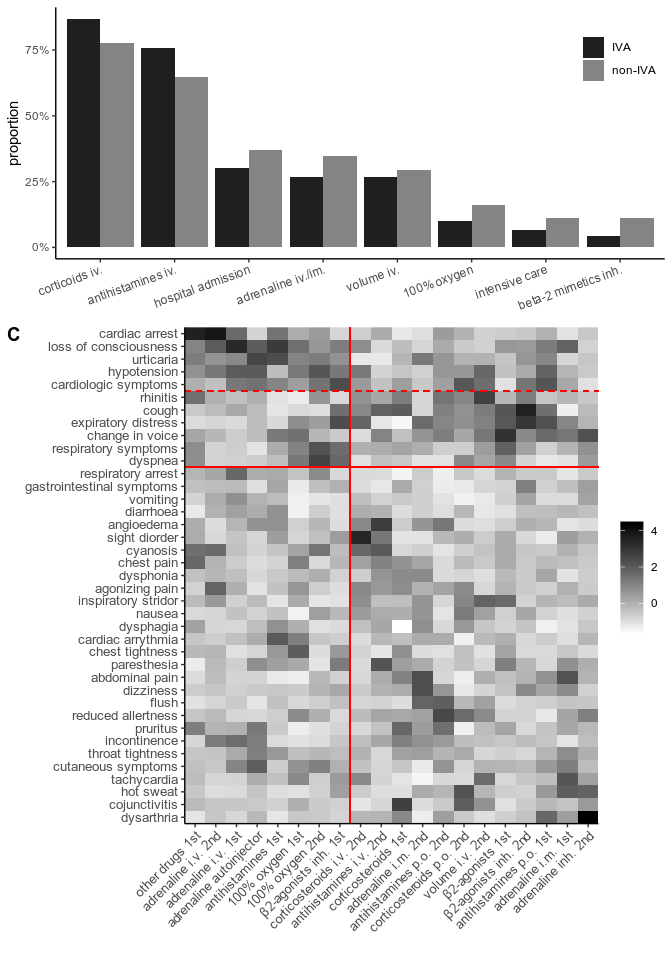 proportion
75%
50%
25%
0%
IVA
non-IVA
corticoids iv.
antihistamines iv.
hospital admission
adrenaline iv./im.
volume iv.
100% oxygen
intensive care
beta-2 mimetics inh.
C
cardiac arrest
loss of consciousness
urticaria
hypotension
cardiologic symptoms
rhinitis
cough
expiratory distress
change in voice
respiratory symptoms
dyspnea
respiratory arrest
gastrointestinal symptoms
vomiting
diarrhoea
angioedema
sight diorder
cyanosis
chest pain
dysphonia
agonizing pain
inspiratory stridor
nausea
dysphagia
cardiac arrythmia
chest tightness
paresthesia
abdominal pain
dizziness
flush
reduced allertness
pruritus
incontinence
throat tightness
cutaneous symptoms
tachycardia
hot sweat
cojunctivitis
dysarthria
4
2
0
other drugs 1st
adrenaline i.v. 2nd
adrenaline i.v. 1st
adrenaline autoinjector
antihistamines 1st
100% oxygen 1st
100% oxygen 2nd
β2-agonists inh. 1st
corticosteroids i.v. 2nd
antihistamines i.v. 2nd
corticosteroids 1st
adrenaline i.m. 2nd
antihistamines p.o. 2nd
corticosteroids p.o. 2nd
volume i.v. 2nd
β2-agonists 1st
β2-agonists inh. 2nd
antihistamines p.o. 1st
adrenaline i.m. 1st
adrenaline inh. 2nd